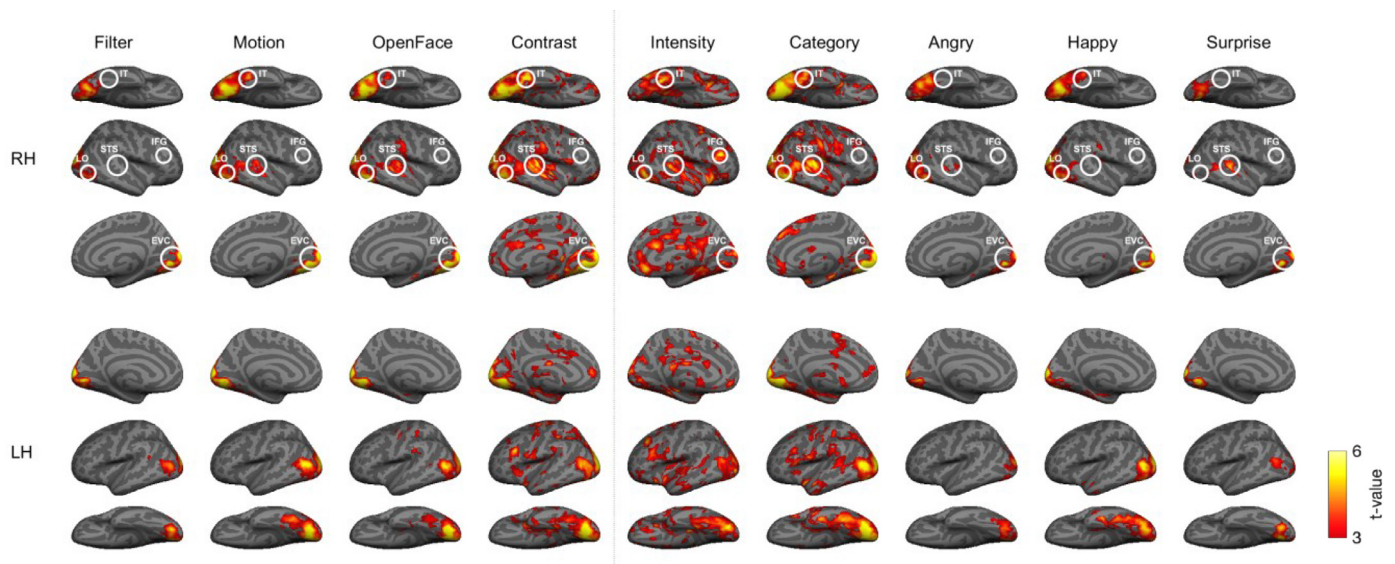 Filter Motion OpenFace Contrast Intensity Category Angry Happy Surprise
IT IT IT IT IT IT IT IT IT
RH
STS IFG STS IFG STS IFG STS IFG STS IFG STS IFG STS IFG STS IFG STS IFG
LO LO LO LO LO LO LO LO LO
EVC EVC EVC EVC EVC EVC EVC EVC EVC
LH
6
t-value
3